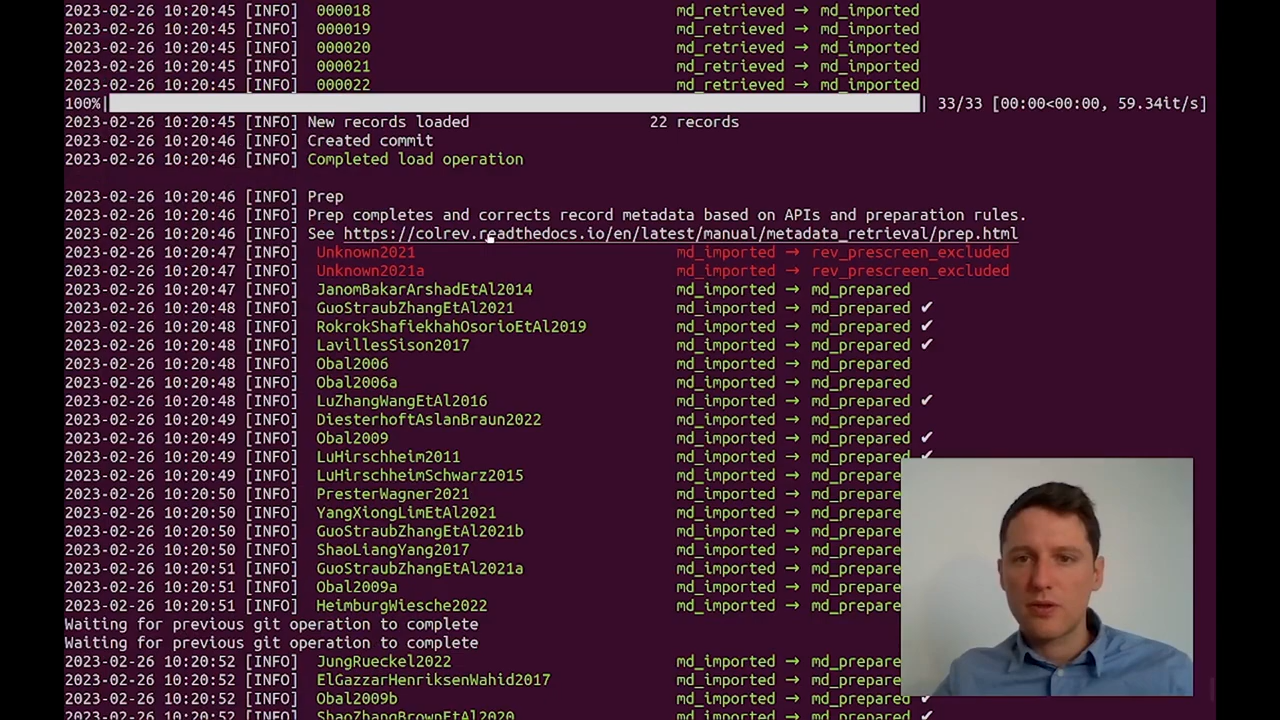 2023-02-26 10:20:45 [INFO] 000018 md_retrieved → md_imported
2023-02-26 10:20:45 [INFO] 000019 md_retrieved → md_imported
2023-02-26 10:20:45 [INFO] 000020 md_retrieved → md_imported
2023-02-26 10:20:45 [INFO] 000021 md_retrieved → md_imported
2023-02-26 10:20:45 [INFO] 000022 md_retrieved → md_imported
100%| | 33/33 [00:00<00:00, 59.34it/s]
2023-02-26 10:20:45 [INFO] New records loaded 22 records
2023-02-26 10:20:46 [INFO] Created commit
2023-02-26 10:20:46 [INFO] Completed load operation
2023-02-26 10:20:46 [INFO] Prep
2023-02-26 10:20:46 [INFO] Prep completes and corrects record metadata based on APIs and preparation rules.
2023-02-26 10:20:46 [INFO] See https://colrev.readthedocs.io/en/latest/manual/metadata_retrieval/prep.html
2023-02-26 10:20:47 [INFO] Unknown2021 md_imported → rev_prescreen_excluded
2023-02-26 10:20:47 [INFO] Unknown2021a md_imported → rev_prescreen_excluded
2023-02-26 10:20:47 [INFO] JanomBakarArshadEtAl2014 md_imported → md_prepared
2023-02-26 10:20:48 [INFO] GuoStraubZhangEtAl2021 md_imported → md_prepared ✔
2023-02-26 10:20:48 [INFO] RokrokShafiekhahOsorioEtAl2019 md_imported → md_prepared ✔
2023-02-26 10:20:48 [INFO] LavillesSison2017 md_imported → md_prepared ✔
2023-02-26 10:20:48 [INFO] Obal2006 md_imported → md_prepared
2023-02-26 10:20:48 [INFO] Obal2006a md_imported → md_prepared
2023-02-26 10:20:48 [INFO] LuZhangWangEtAl2016 md_imported → md_prepared ✔
2023-02-26 10:20:49 [INFO] DiesterhoftAslanBraun2022 md_imported → md_prepared
2023-02-26 10:20:49 [INFO] Obal2009 md_imported → md_prepared ✔
2023-02-26 10:20:49 [INFO] LuHirschheim2011 md_imported → md_prepared ✔
2023-02-26 10:20:49 [INFO] LuHirschheimSchwarz2015 md_imported → md_prepare
2023-02-26 10:20:50 [INFO] PresterWagner2021 md_imported → md_prepare
2023-02-26 10:20:50 [INFO] YangXiongLimEtAl2021 md_imported → md_prepare
2023-02-26 10:20:50 [INFO] GuoStraubZhangEtAl2021b md_imported → md_prepare
2023-02-26 10:20:50 [INFO] ShaoLiangYang2017 md_imported → md_prepare
2023-02-26 10:20:51 [INFO] GuoStraubZhangEtAl2021a md_imported → md_prepare
2023-02-26 10:20:51 [INFO] Obal2009a md_imported → md_prepare
2023-02-26 10:20:51 [INFO] HeimburgWiesche2022 md_imported → md_prepare
Waiting for previous git operation to complete
Waiting for previous git operation to complete
2023-02-26 10:20:52 [INFO] JungRueckel2022 md_imported → md_prepare
2023-02-26 10:20:52 [INFO] ElGazzarHenriksenWahid2017 md_imported → md_prepare
2023-02-26 10:20:52 [INFO] Obal2009b md_imported → md_prepared ✔
2023-02-26 10:20:52 [INFO] ShaoZhangBrownEtAl2020 md_imported → md_prepared